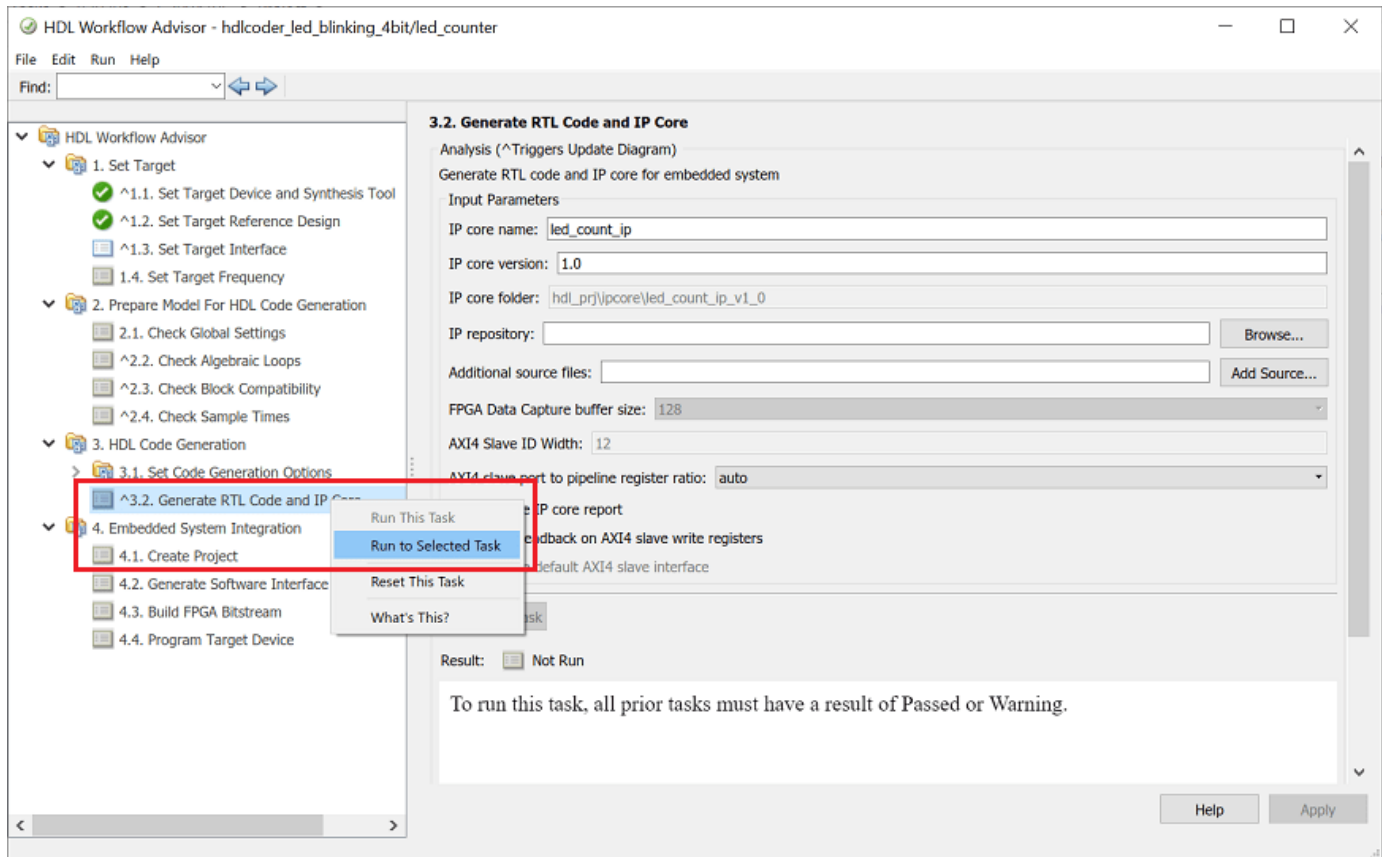 HDL Workflow Advisor - hdlcoder_led_blinking_4bit/led_counter
File Edit Run Help
Find:
HDL Workflow Advisor
1. Set Target
^1.1. Set Target Device and Synthesis Tool
^1.2. Set Target Reference Design
^1.3. Set Target Interface
1.4. Set Target Frequency
2. Prepare Model For HDL Code Generation
2.1. Check Global Settings
^2.2. Check Algebraic Loops
^2.3. Check Block Compatibility
^2.4. Check Sample Times
3. HDL Code Generation
3.1. Set Code Generation Options
^3.2. Generate RTL Code and IP Core
4. Embedded System Integration
4.1. Create Project
4.2. Generate Software Interface
4.3. Build FPGA Bitstream
4.4. Program Target Device
Run This Task
Run to Selected Task
Reset This Task
What's This?
3.2. Generate RTL Code and IP Core
Analysis (^Triggers Update Diagram)
Generate RTL code and IP core for embedded system
Input Parameters
IP core name: led_count_ip
IP core version: 1.0
IP core folder: hdl_prj\ipcore\led_count_ip_v1_0
IP repository: Browse...
Additional source files: Add Source...
FPGA Data Capture buffer size: 128
AXI4 Slave ID Width: 12
AXI4 slave port to pipeline register ratio: auto
IP core report
on AXI4 slave write registers
default AXI4 slave interface
Result: Not Run
To run this task, all prior tasks must have a result of Passed or Warning.
Help Apply